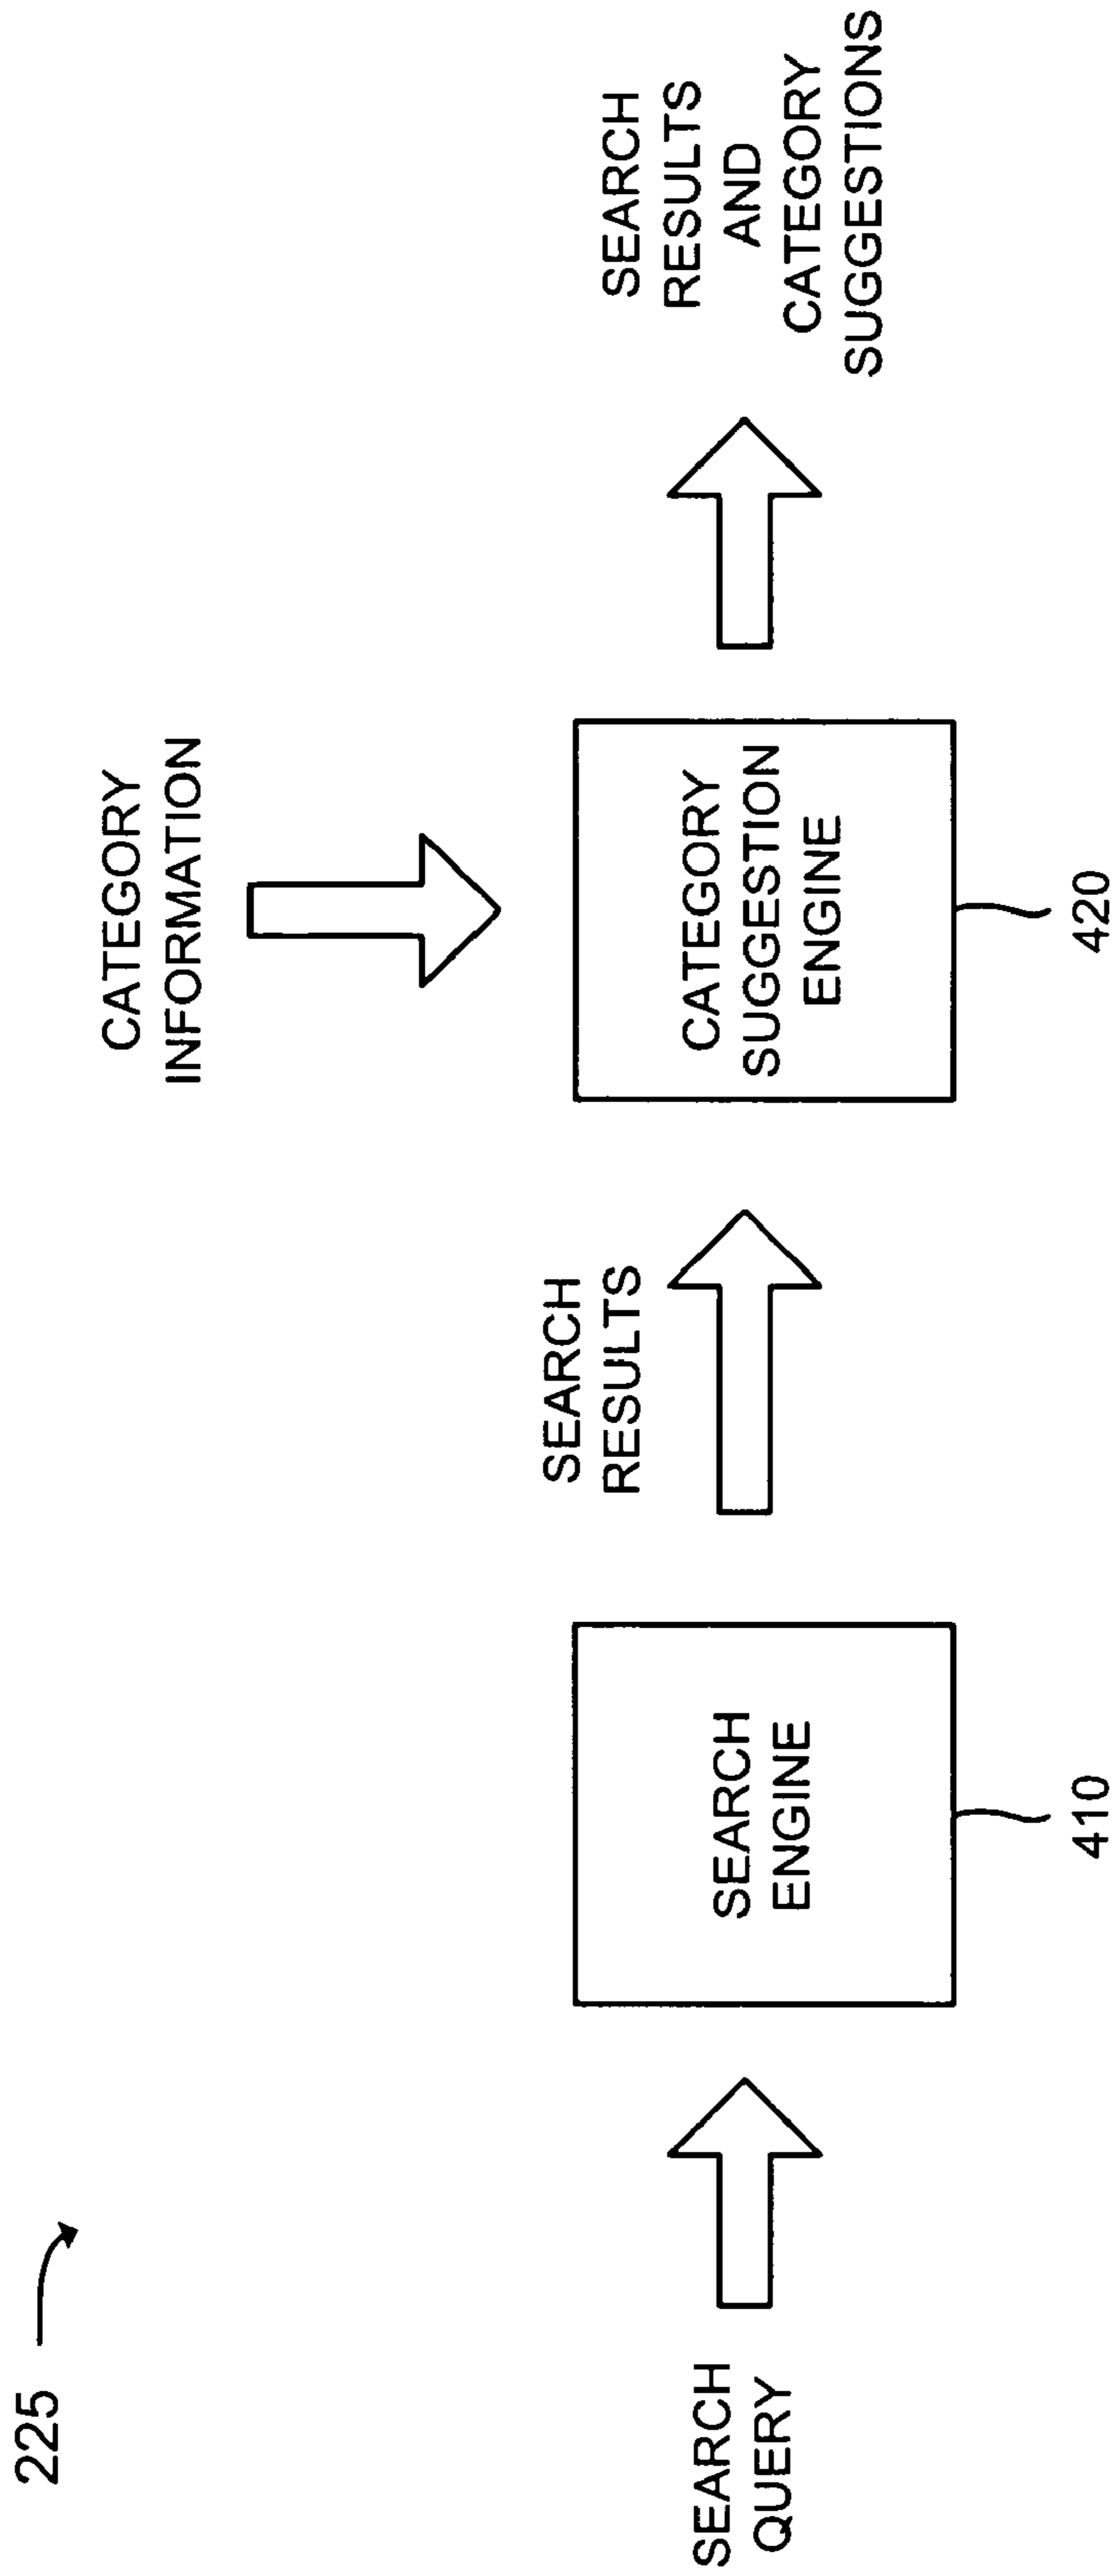 225
CATEGORY
INFORMATION
SEARCH
QUERY
SEARCH
ENGINE
410
SEARCH
RESULTS
CATEGORY
SUGGESTION
ENGINE
420
SEARCH
RESULTS
AND
CATEGORY
SUGGESTIONS